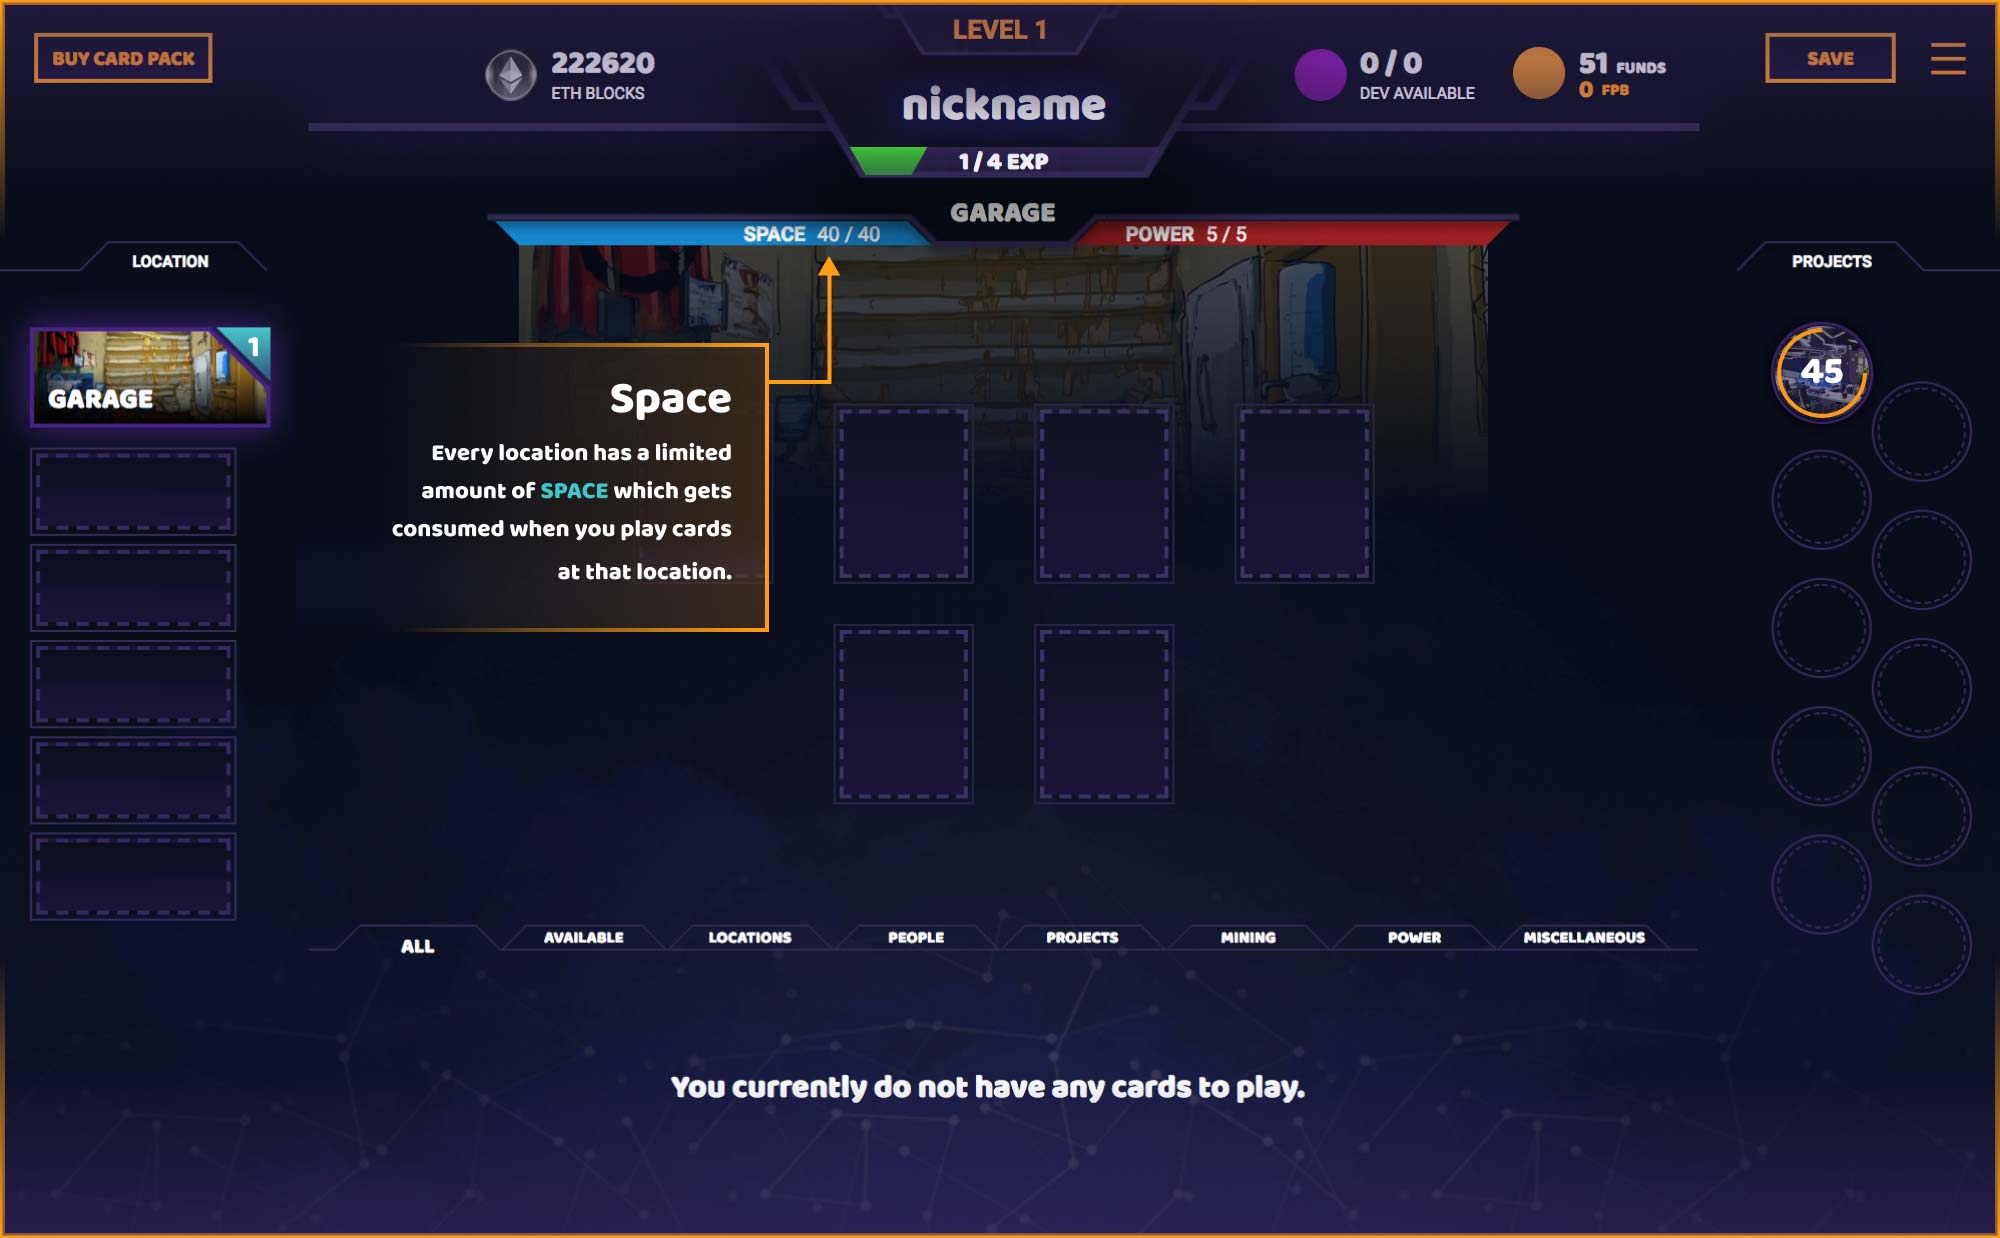 LEVEL 1
BUY CARD PACK
222620
ETH BLOCKS
nickname
0 / 0
DEV AVAILABLE
51 FUNDS
0 FPB
SAVE
1 / 4 EXP
GARAGE
SPACE 40 / 40
POWER 5 / 5
LOCATION
PROJECTS
1
GARAGE
45
Space
Every location has a limited
amount of SPACE which gets
consumed when you play cards
at that location.
ALL
AVAILABLE
LOCATIONS
PEOPLE
PROJECTS
MINING
POWER
MISCELLANEOUS
You currently do not have any cards to play.